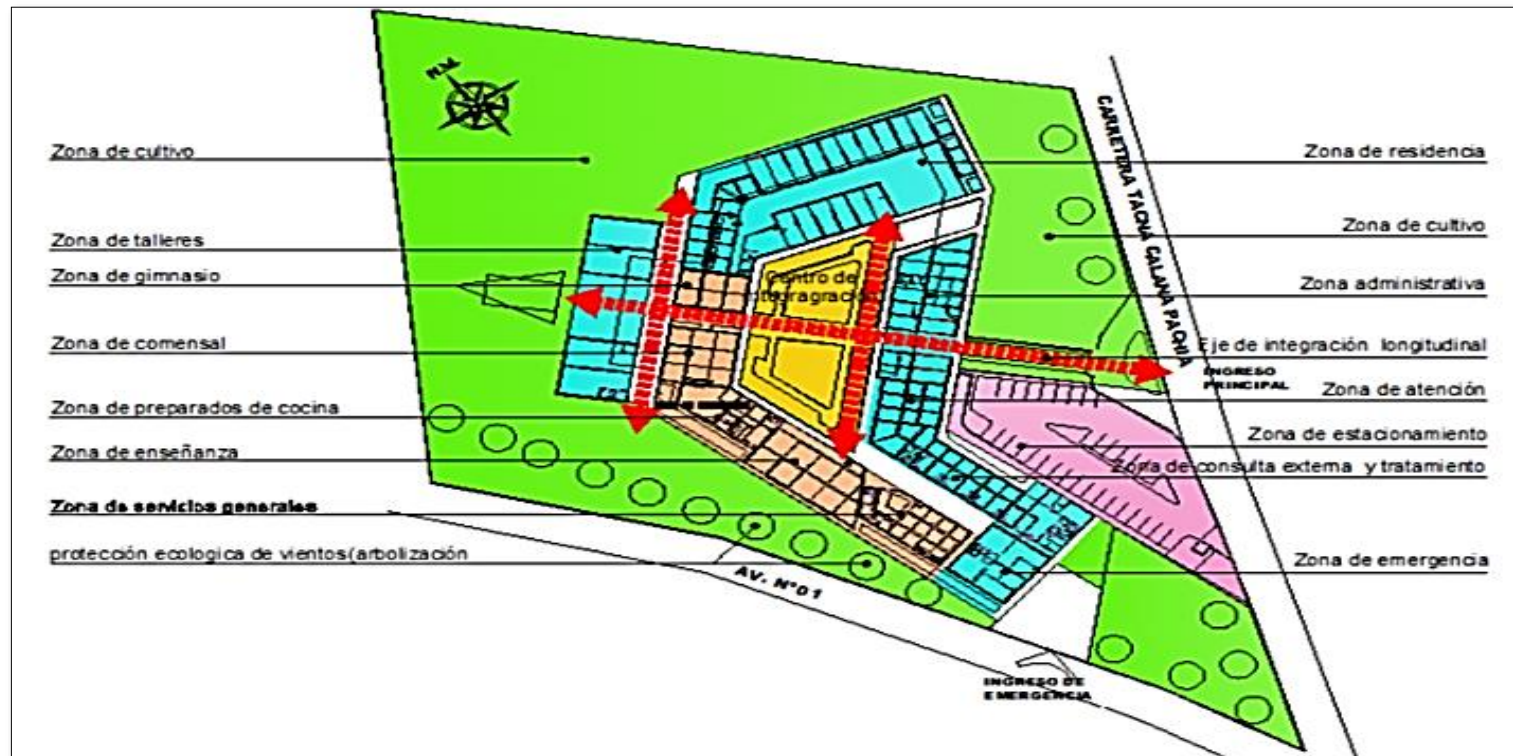 N.M.
Zona de cultivo
Zona de talleres
Zona de gimnasio
Zona de comensal
Zona de preparados de cocina
Zona de enseñanza
Zona de servicios generales
protección ecologica de vientos(arbolización
Centro de
integragración
Zona de residencia
Zona de cultivo
Zona administrativa
Eje de integración longitudinal
Zona de atención
Zona de estacionamiento
Zona de consulta externa y tratamiento
Zona de emergencia
CARRETERA TACNA CALANA PACHIA
INGRESO
PRINCIPAL
AV. N°01
INGRESO DE
EMERGENCIA